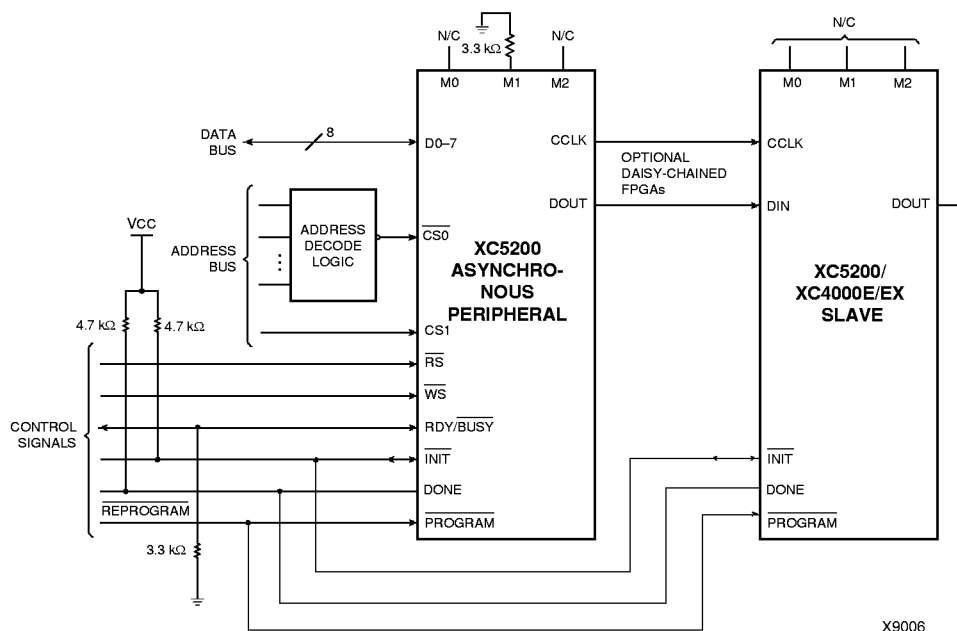 N/C
3.3 kΩ
N/C
N/C
M0 M1 M2
M0 M1 M2
DATA
BUS
8
D0–7
CCLK
OPTIONAL
DAISY-CHAINED
FPGAs
CCLK
DOUT
DIN
DOUT
VCC
ADDRESS
BUS
ADDRESS
DECODE
LOGIC
CS0
XC5200
ASYNCHRO-
NOUS
PERIPHERAL
XC5200/
XC4000E/EX
SLAVE
4.7 kΩ
4.7 kΩ
CS1
RS
WS
CONTROL
SIGNALS
RDY/BUSY
INIT
INIT
DONE
DONE
REPROGRAM
PROGRAM
PROGRAM
3.3 kΩ
X9006